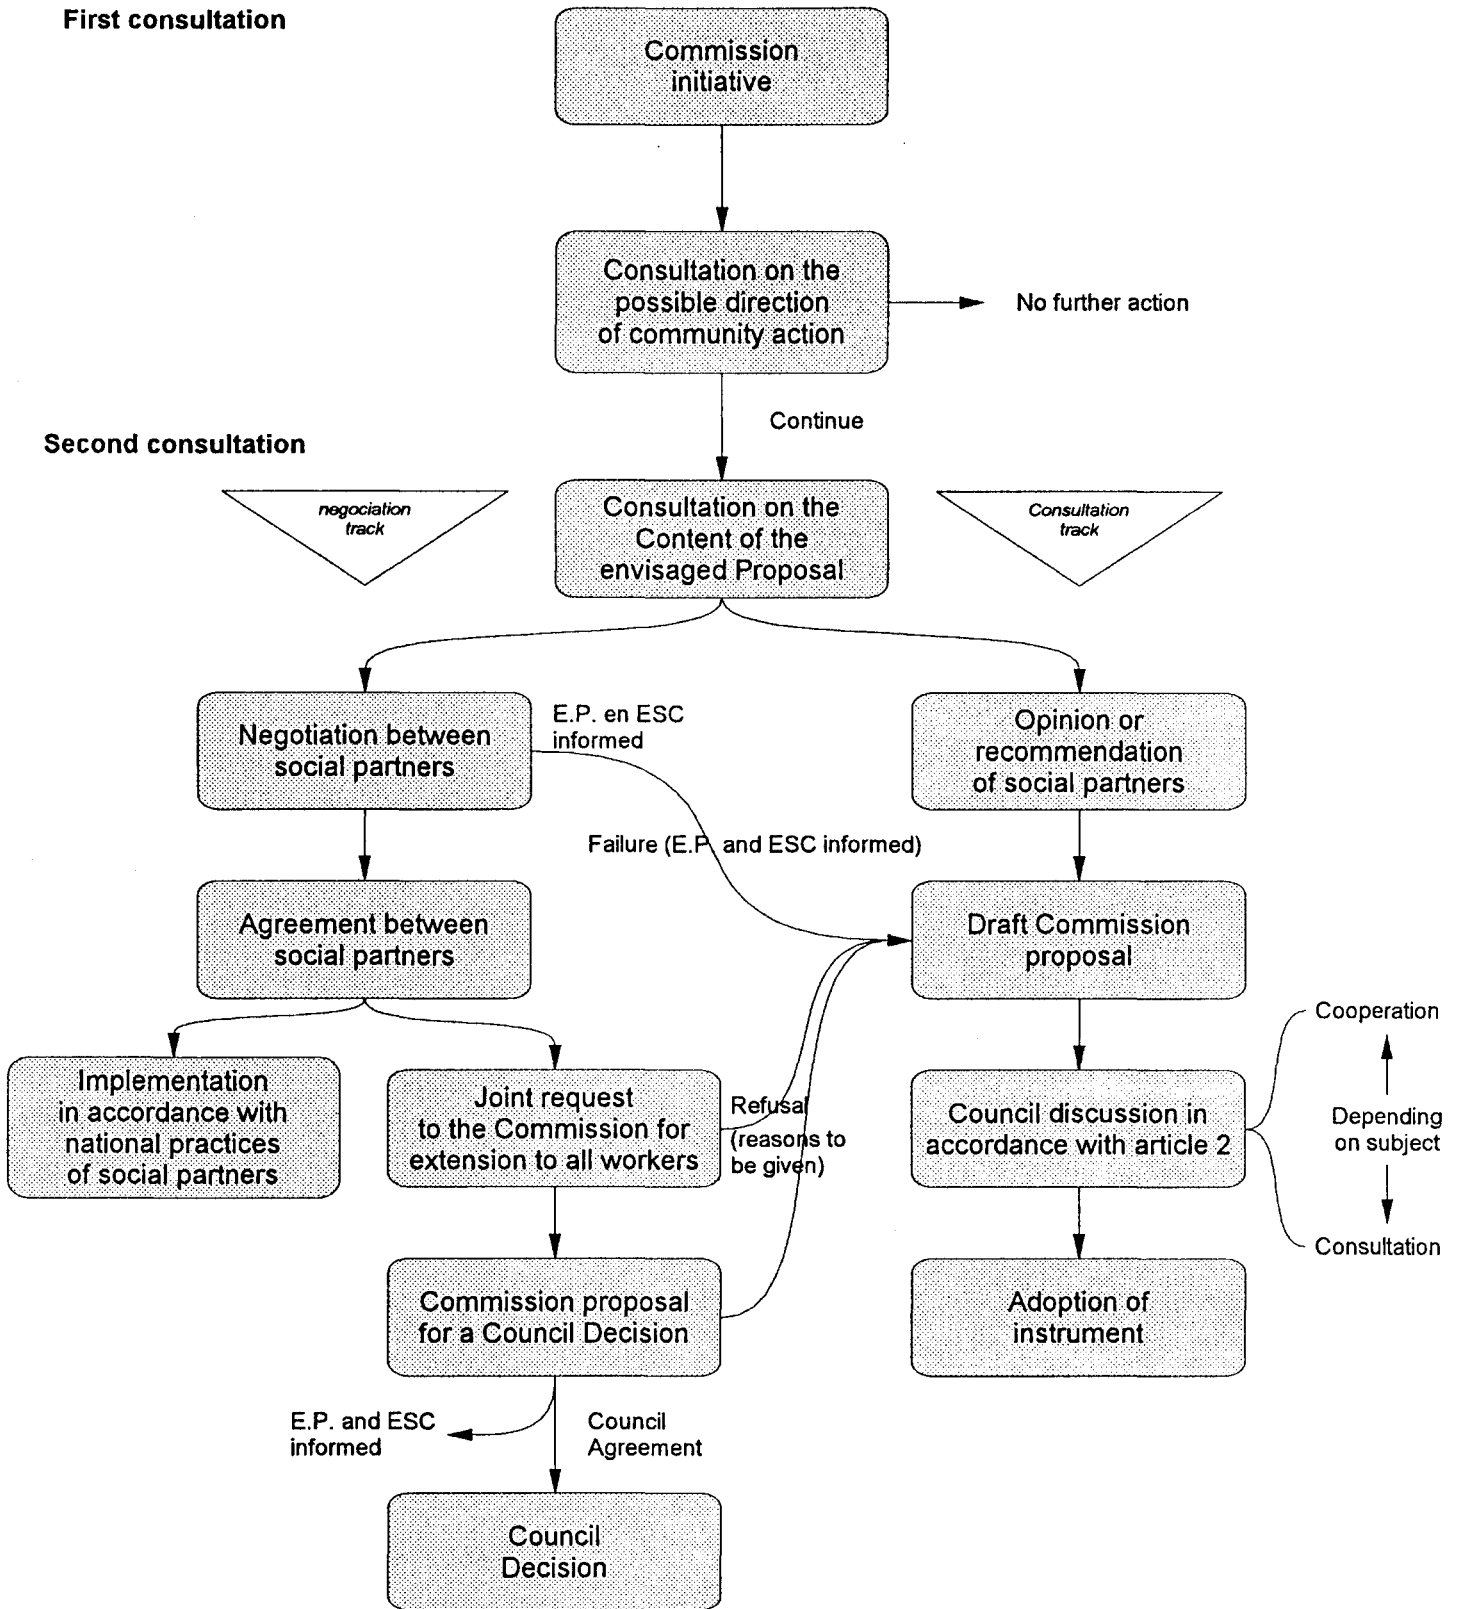 First consultation
Commission
initiative
Consultation on the
possible direction
of community action
No further action
Continue
Second consultation
negociation
track
Consultation on the
Content of the
envisaged Proposal
Consultation
track
Negotiation between
social partners
E.P. en ESC
informed
Opinion or
recommendation
of social partners
Failure (E.P. and ESC informed)
Agreement between
social partners
Draft Commission
proposal
Implementation
in accordance with
national practices
of social partners
Joint request
to the Commission for
extension to all workers
Refusal
(reasons to
be given)
Council discussion in
accordance with article 2
Cooperation
Depending
on subject
Consultation
Commission proposal
for a Council Decision
Adoption of
instrument
E.P. and ESC
informed
Council
Agreement
Council
Decision